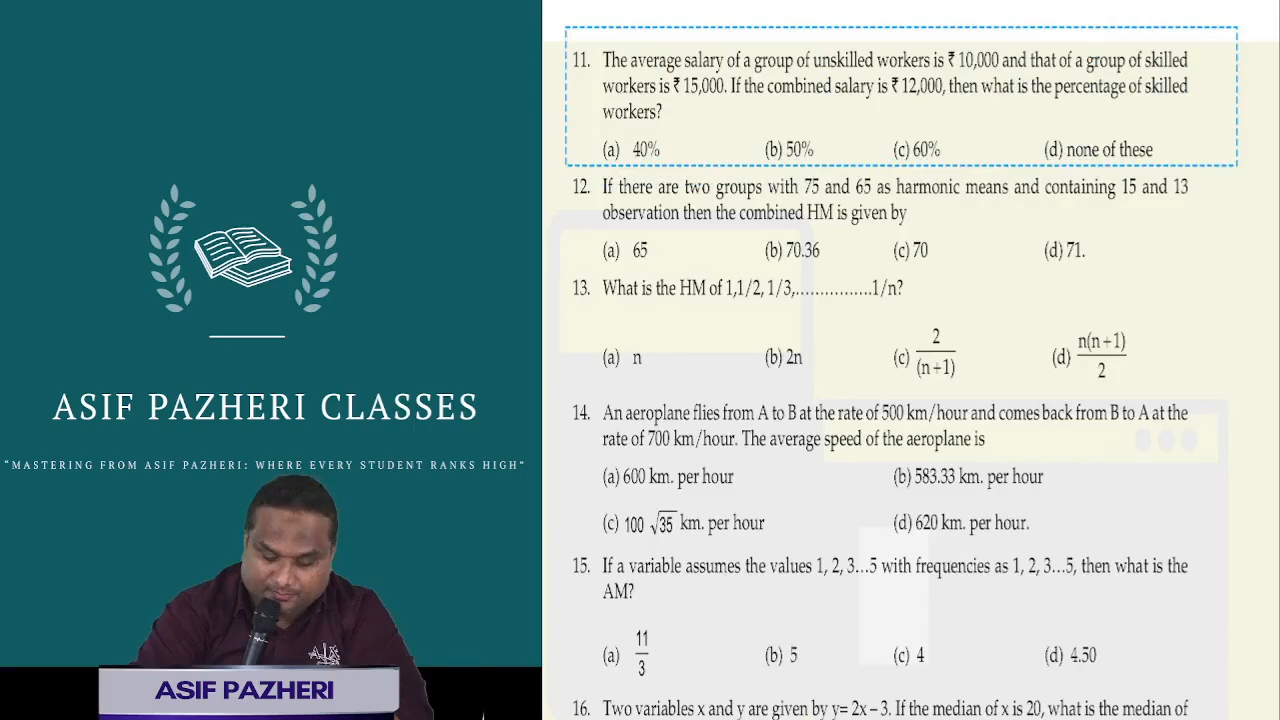 ASIF PAZHERI CLASSES
"MASTERING FROM ASIF PAZHERI: WHERE EVERY STUDENT RANKS HIGH"
ASIF PAZHERI
11. The average salary of a group of unskilled workers is ₹ 10,000 and that of a group of skilled
workers is ₹ 15,000. If the combined salary is ₹ 12,000, then what is the percentage of skilled
workers?
(a) 40% (b) 50% (c) 60% (d) none of these
12. If there are two groups with 75 and 65 as harmonic means and containing 15 and 13
observation then the combined HM is given by
(a) 65 (b) 70.36 (c) 70 (d) 71.
13. What is the HM of 1,1/2, 1/3,................1/n?
(a) n (b) 2n (c) 2/(n+1) (d) n(n+1)/2
14. An aeroplane flies from A to B at the rate of 500 km/hour and comes back from B to A at the
rate of 700 km/hour. The average speed of the aeroplane is
(a) 600 km. per hour (b) 583.33 km. per hour
(c) 100 √35 km. per hour (d) 620 km. per hour.
15. If a variable assumes the values 1, 2, 3…5 with frequencies as 1, 2, 3…5, then what is the
AM?
(a) 11/3 (b) 5 (c) 4 (d) 4.50
16. Two variables x and y are given by y= 2x – 3. If the median of x is 20, what is the median of